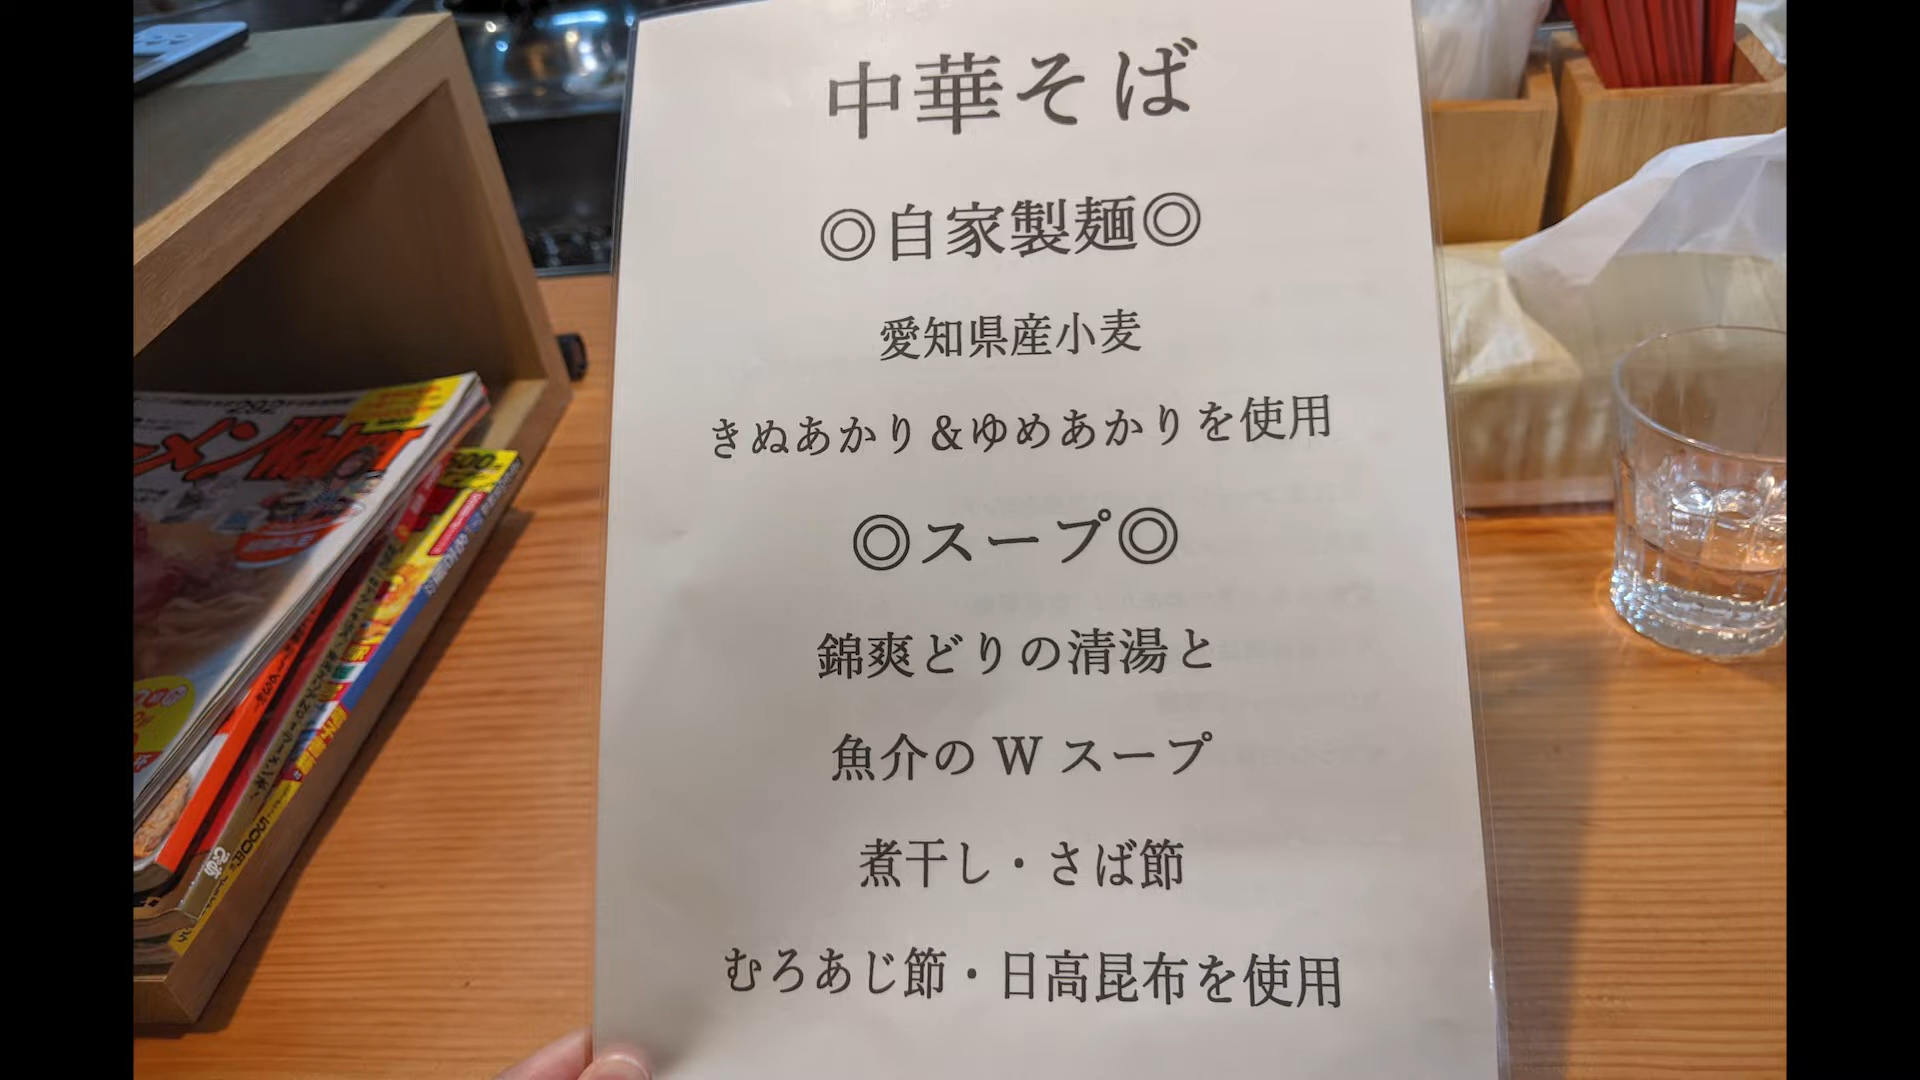 中華そば
◎自家製麺◎
愛知県産小麦
きぬあかり&ゆめあかりを使用
◎スープ◎
錦爽どりの清湯と
魚介の W スープ
煮干し・さば節
むろあじ節・日高昆布を使用